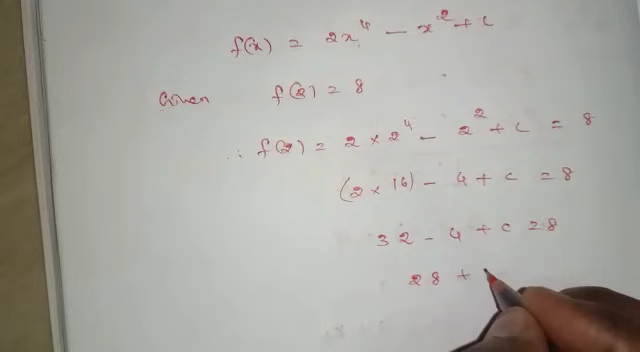 f(x) = 2x⁴ - x² + c
Given f(2) = 8
∴ f(2) = 2 × 2⁴ - 2² + c = 8
(2 × 16) - 4 + c = 8
32 - 4 + c = 8
28 +